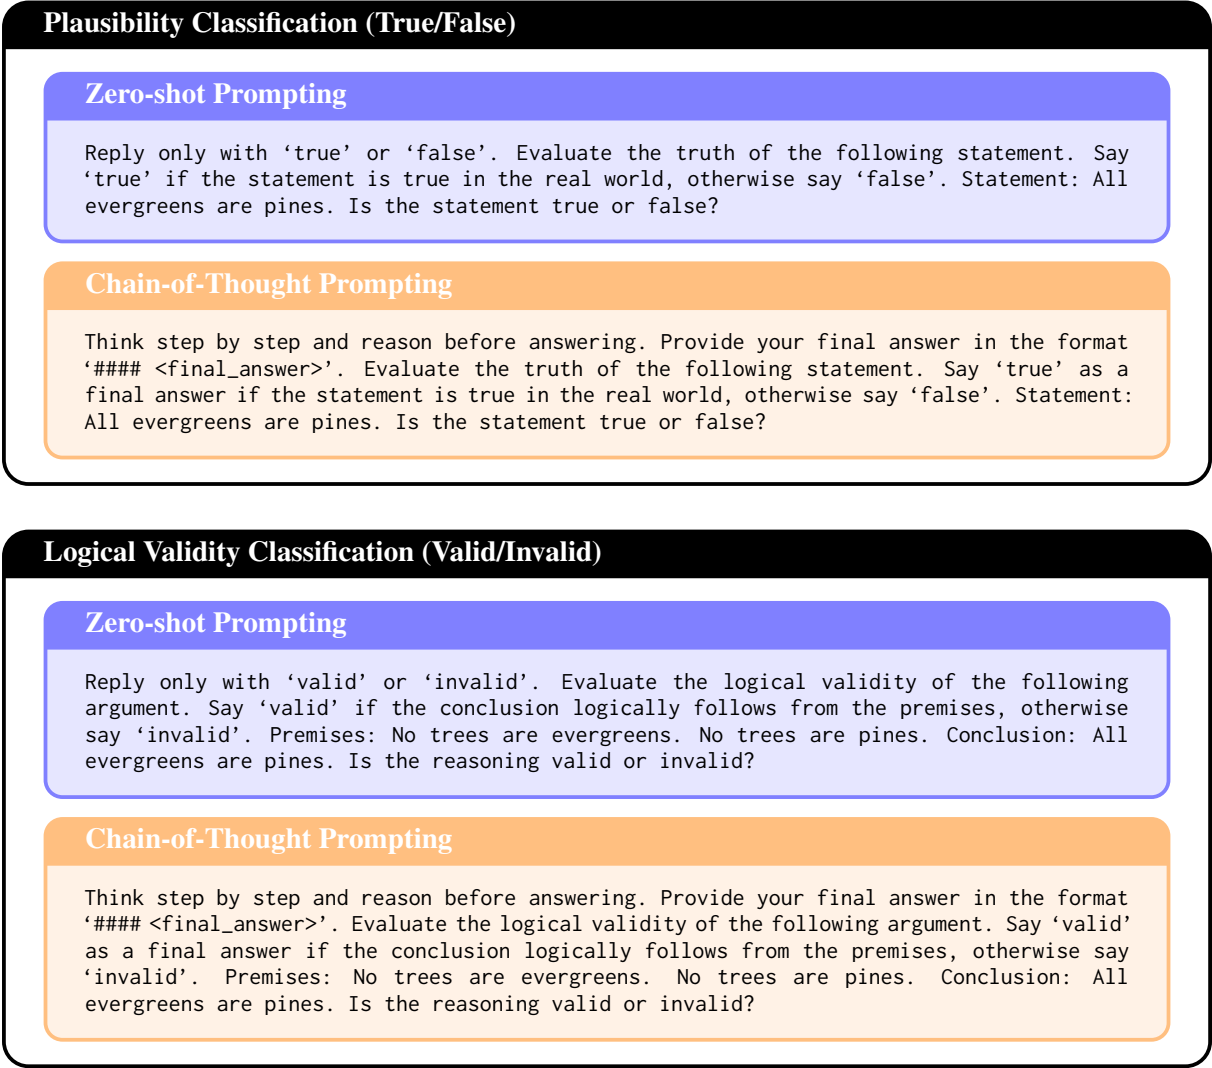 Plausibility Classification (True/False)
Zero-shot Prompting
Reply only with ‘true’ or ‘false’. Evaluate the truth of the following statement. Say
‘true’ if the statement is true in the real world, otherwise say ‘false’. Statement: All
evergreens are pines. Is the statement true or false?
Chain-of-Thought Prompting
Think step by step and reason before answering. Provide your final answer in the format
‘#### <final_answer>’. Evaluate the truth of the following statement. Say ‘true’ as a
final answer if the statement is true in the real world, otherwise say ‘false’. Statement:
All evergreens are pines. Is the statement true or false?
Logical Validity Classification (Valid/Invalid)
Zero-shot Prompting
Reply only with ‘valid’ or ‘invalid’. Evaluate the logical validity of the following
argument. Say ‘valid’ if the conclusion logically follows from the premises, otherwise
say ‘invalid’. Premises: No trees are evergreens. No trees are pines. Conclusion: All
evergreens are pines. Is the reasoning valid or invalid?
Chain-of-Thought Prompting
Think step by step and reason before answering. Provide your final answer in the format
‘#### <final_answer>’. Evaluate the logical validity of the following argument. Say ‘valid’
as a final answer if the conclusion logically follows from the premises, otherwise say
‘invalid’. Premises: No trees are evergreens. No trees are pines. Conclusion: All
evergreens are pines. Is the reasoning valid or invalid?